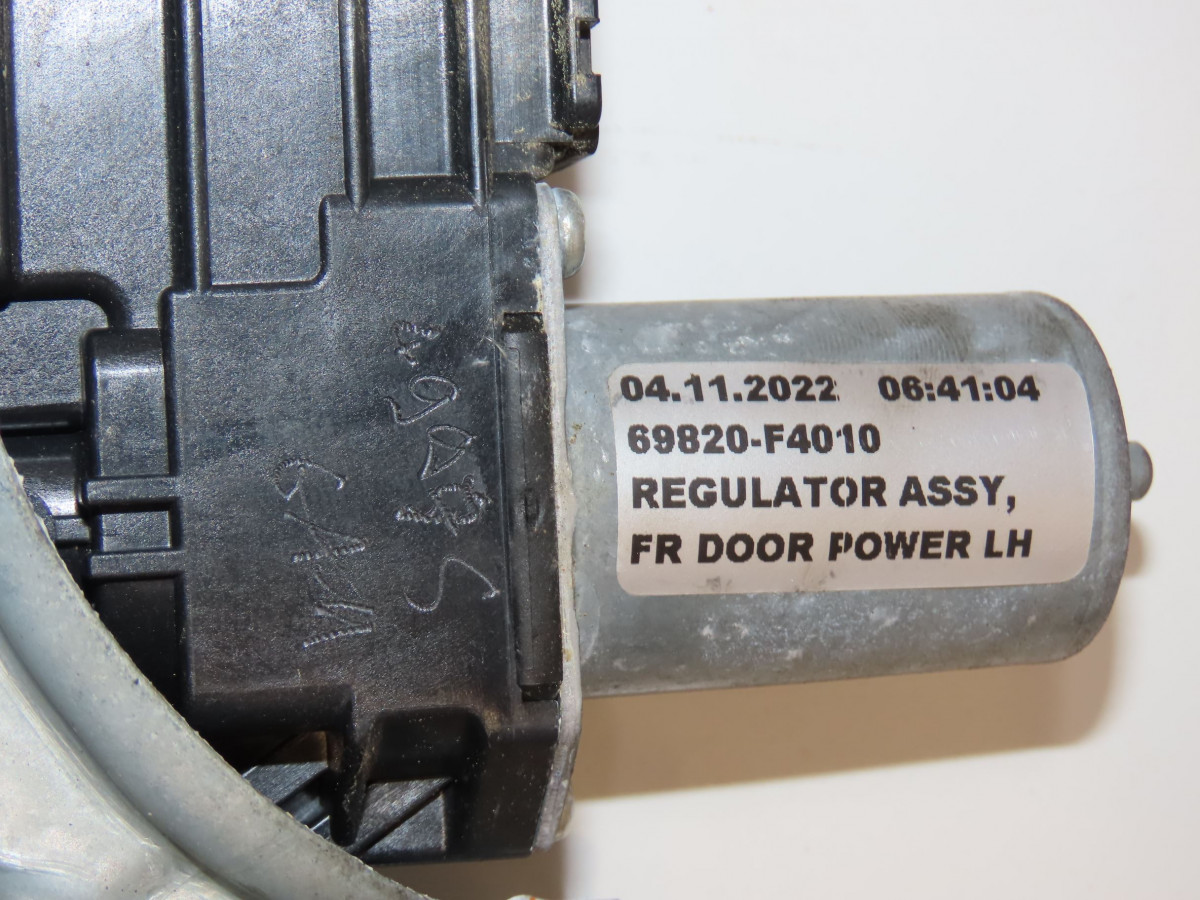 04.11.2022 06:41:04
69820-F4010
REGULATOR ASSY,
FR DOOR POWER LH